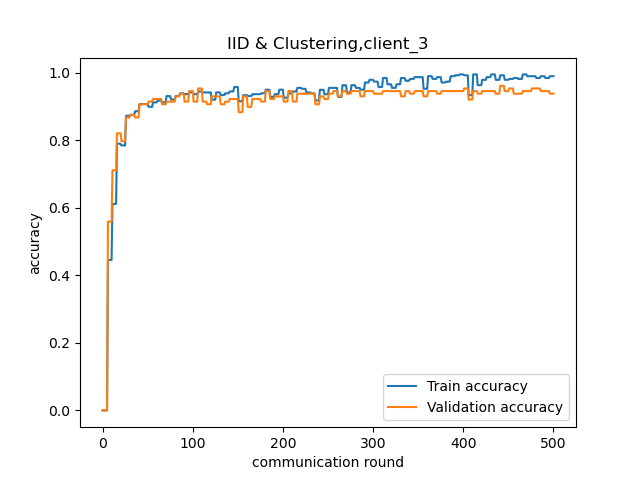 IID & Clustering,client_3
accuracy
1.0
0.8
0.6
0.4
0.2
0.0
0 100 200 300 400 500
communication round
Train accuracy
Validation accuracy